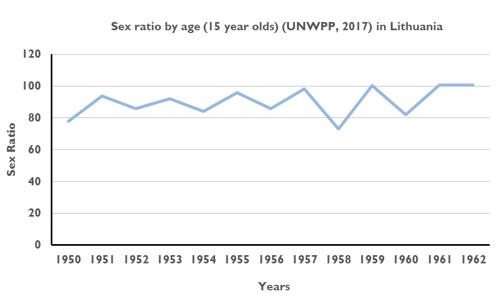 Sex ratio by age (15 year olds) (UNWPP, 2017) in Lithuania
120
100
80
60
40
20
0
Sex Ratio
1950 1951 1952 1953 1954 1955 1956 1957 1958 1959 1960 1961 1962
Years